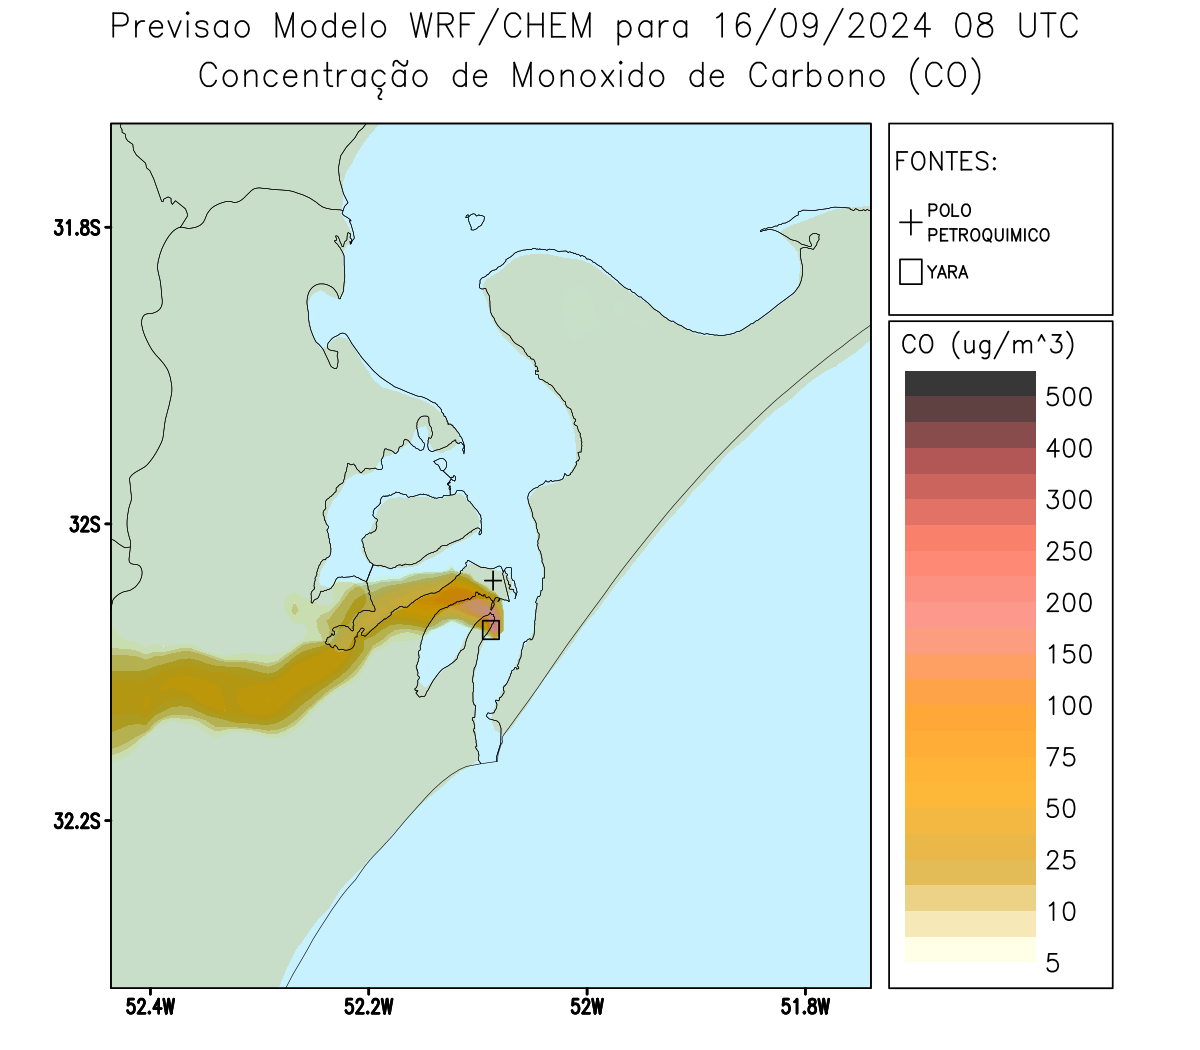 Previsao Modelo WRF/CHEM para 16/09/2024 08 UTC
Concentração de Monoxido de Carbono (CO)
FONTES:
POLO
PETROQUIMICO
YARA
CO (ug/m^3)
500
400
300
250
200
150
100
75
50
25
10
5
31.8S
32S
32.2S
52.4W
52.2W
52W
51.8W